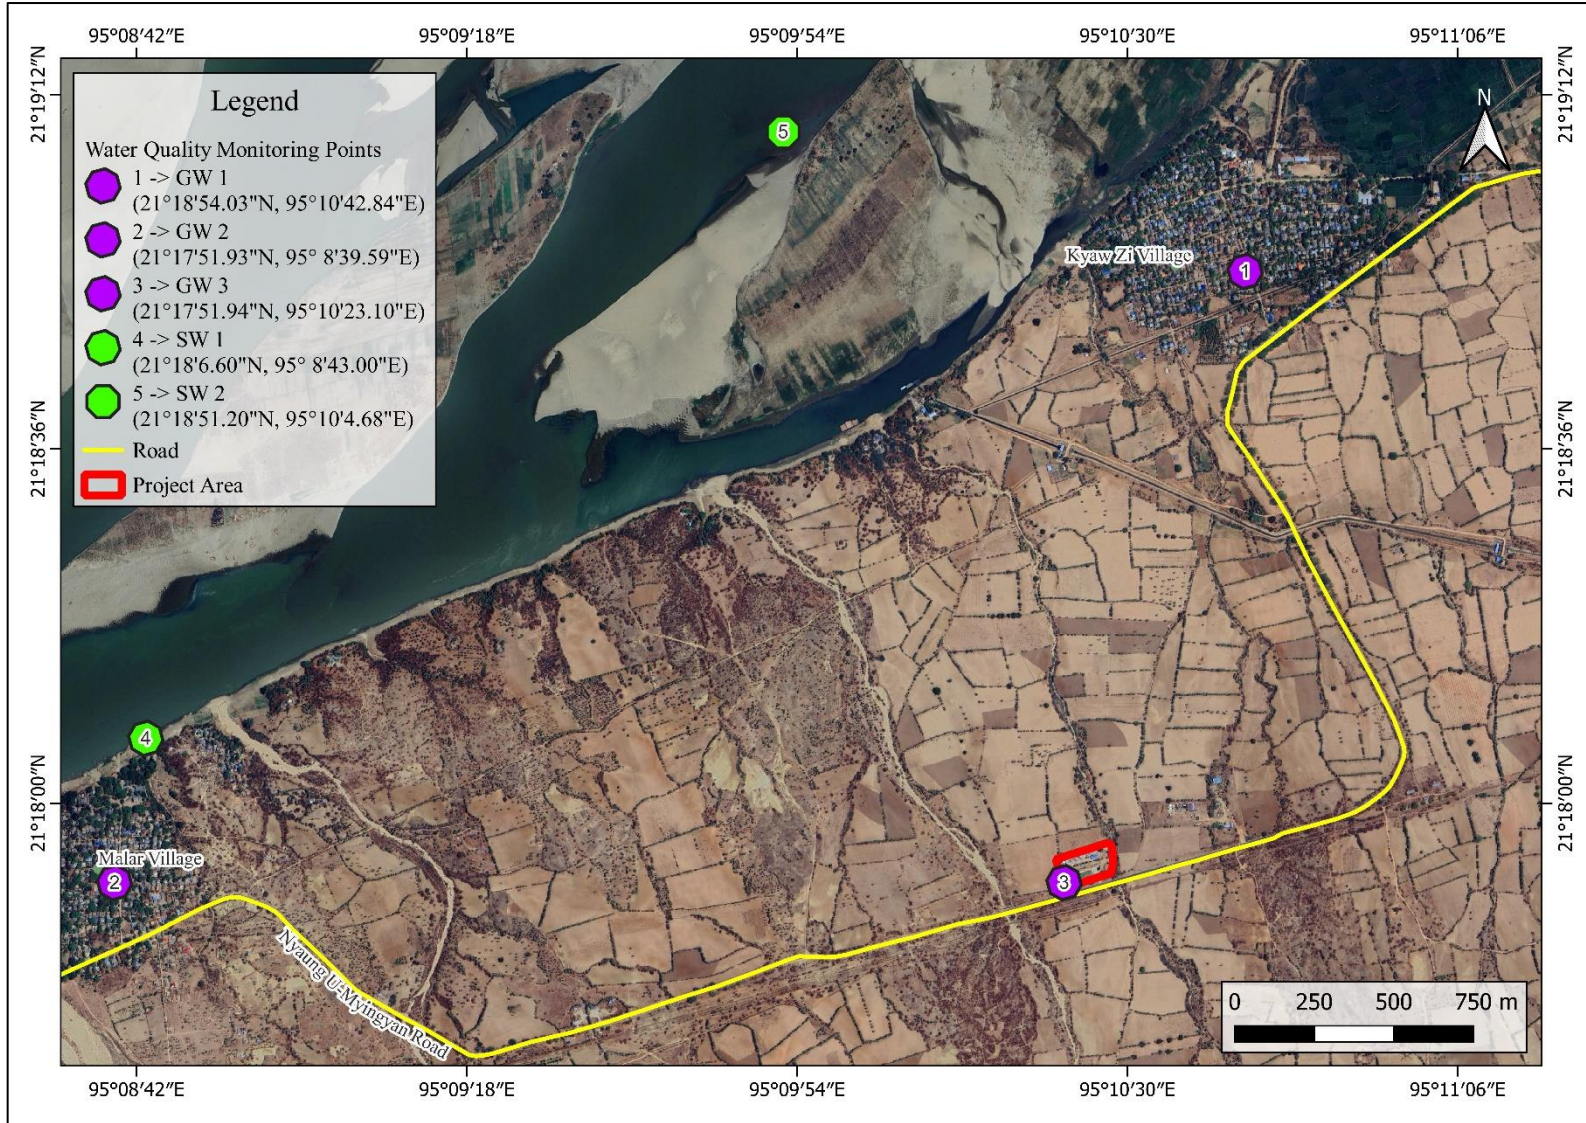 95°08′42″E 95°09′18″E 95°09′54″E 95°10′30″E 95°11′06″E
21°19′12″N 21°19′12″N
Legend
Water Quality Monitoring Points
1 -> GW 1
(21°18'54.03"N, 95°10'42.84"E)
2 -> GW 2
(21°17'51.93"N, 95° 8'39.59"E)
3 -> GW 3
(21°17'51.94"N, 95°10'23.10"E)
4 -> SW 1
(21°18'6.60"N, 95° 8'43.00"E)
5 -> SW 2
(21°18'51.20"N, 95°10'4.68"E)
Road
Project Area
N
5
Kyaw Zi Village
1
21°18′36″N 21°18′36″N
4
21°18′00″N 21°18′00″N
Malar Village
2
3
Nyaung U-Myingyan Road
0 250 500 750 m
95°08′42″E 95°09′18″E 95°09′54″E 95°10′30″E 95°11′06″E